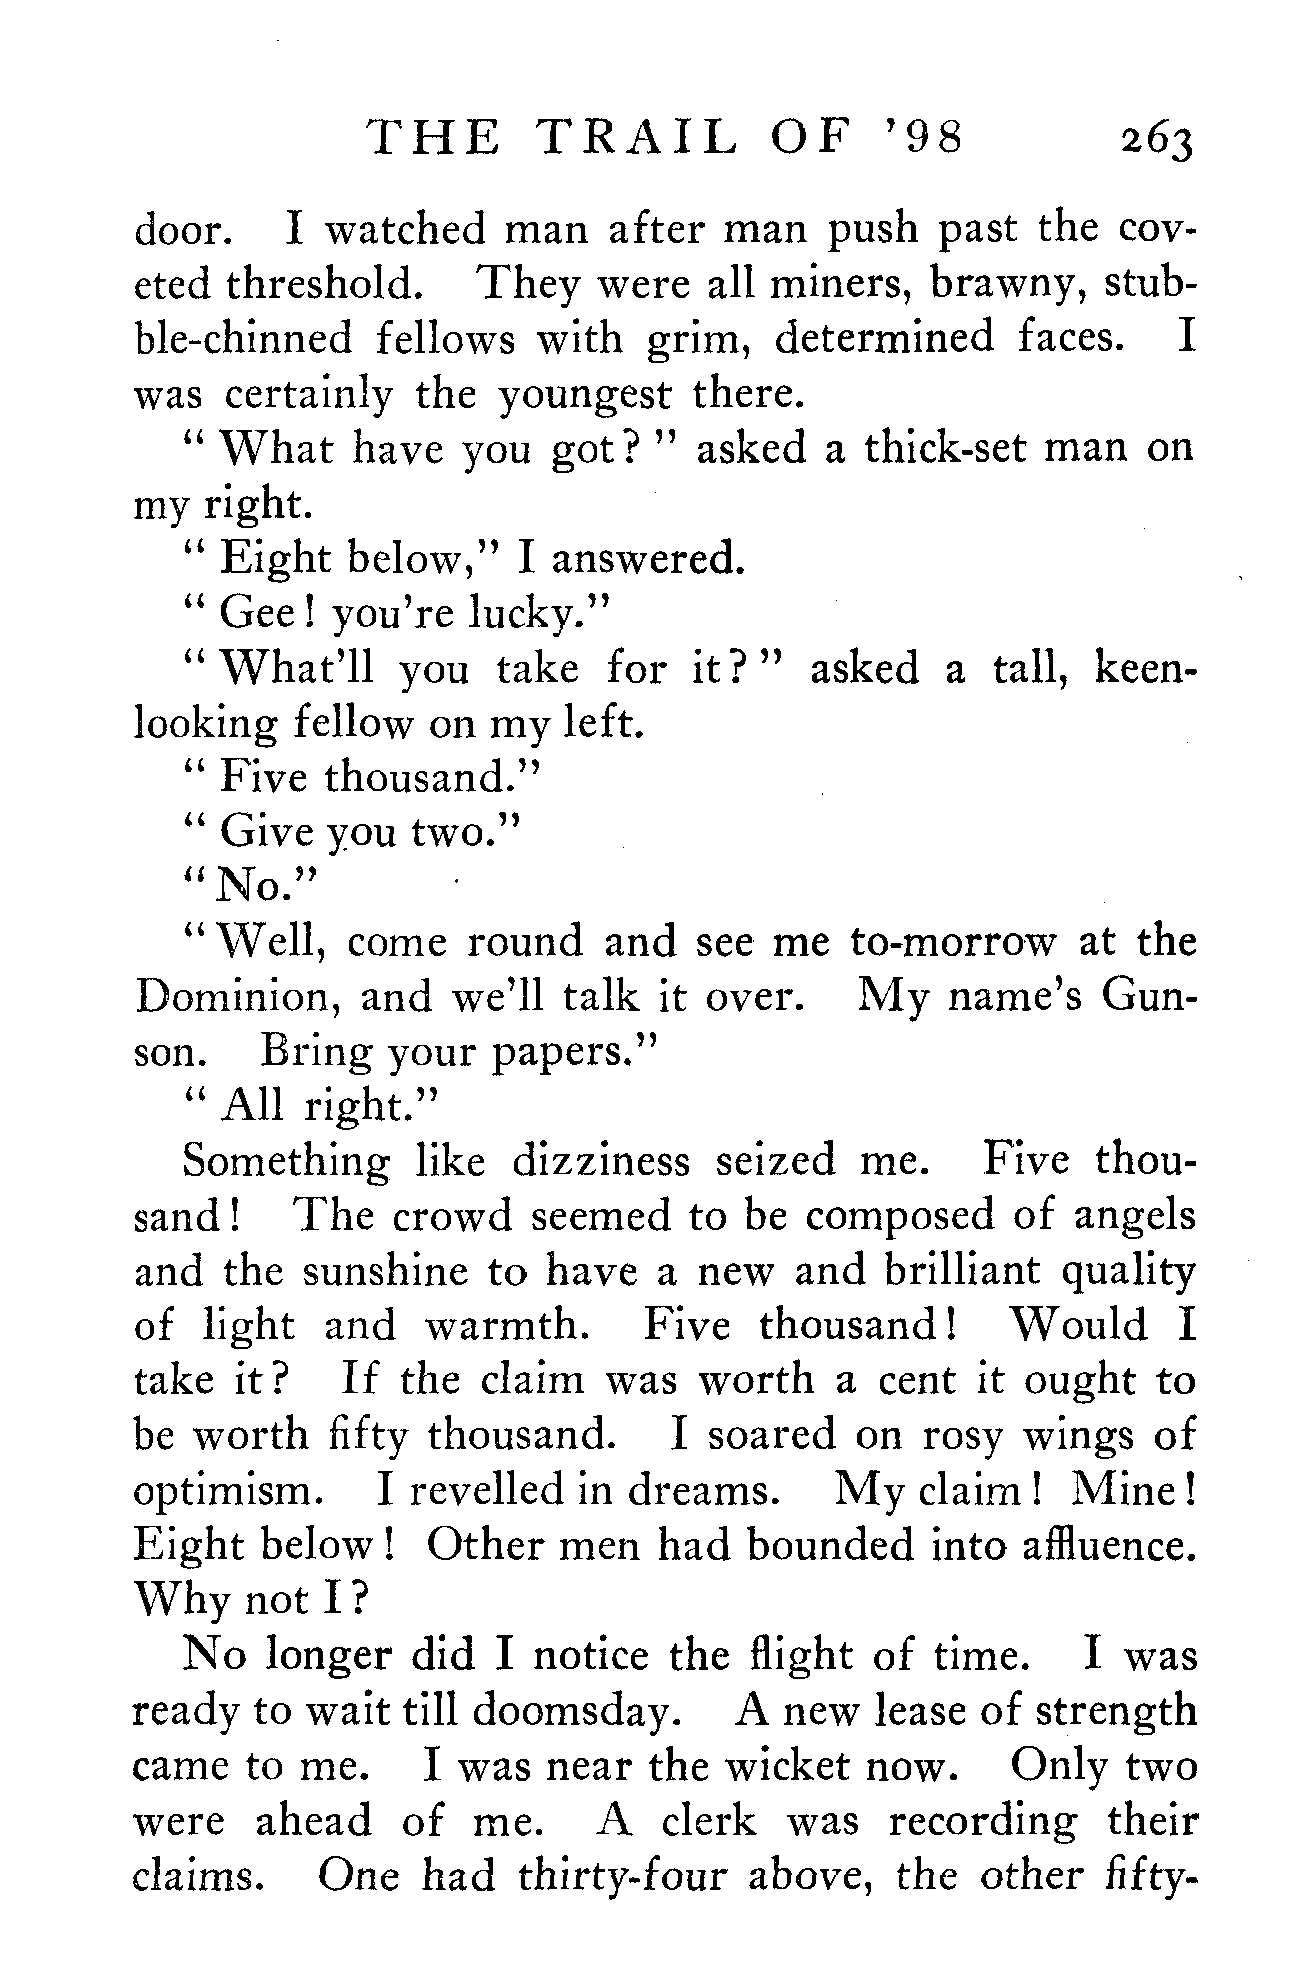 THE TRAIL OF '98 263
door. I watched man after man push past the cov-
eted threshold. They were all miners, brawny, stub-
ble-chinned fellows with grim, determined faces. I
was certainly the youngest there.
" What have you got? " asked a thick-set man on
my right.
" Eight below," I answered.
" Gee! you're lucky."
" What'll you take for it? " asked a tall, keen-
looking fellow on my left.
" Five thousand."
" Give you two."
" No."
" Well, come round and see me to-morrow at the
Dominion, and we'll talk it over. My name's Gun-
son. Bring your papers."
" All right."
Something like dizziness seized me. Five thou-
sand! The crowd seemed to be composed of angels
and the sunshine to have a new and brilliant quality
of light and warmth. Five thousand! Would I
take it? If the claim was worth a cent it ought to
be worth fifty thousand. I soared on rosy wings of
optimism. I revelled in dreams. My claim! Mine!
Eight below! Other men had bounded into affluence.
Why not I?
No longer did I notice the flight of time. I was
ready to wait till doomsday. A new lease of strength
came to me. I was near the wicket now. Only two
were ahead of me. A clerk was recording their
claims. One had thirty-four above, the other fifty-